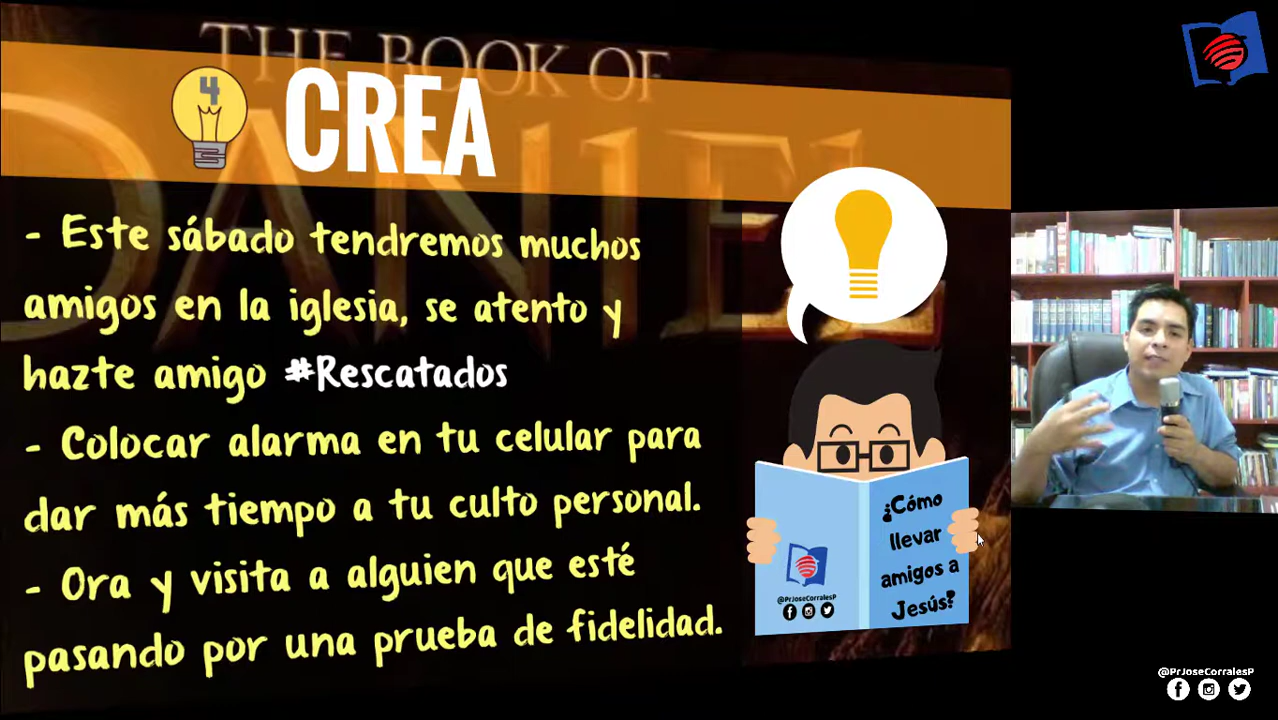 THE BOOK OF
DANIEL
4
CREA
- Este sábado tendremos muchos
amigos en la iglesia, se atento y
hazte amigo #Rescatados
- Colocar alarma en tu celular para
dar más tiempo a tu culto personal.
- Ora y visita a alguien que esté
pasando por una prueba de fidelidad.
¿Cómo
llevar
amigos a
Jesús?
@PrJoseCorralesP
@PrJoseCorralesP